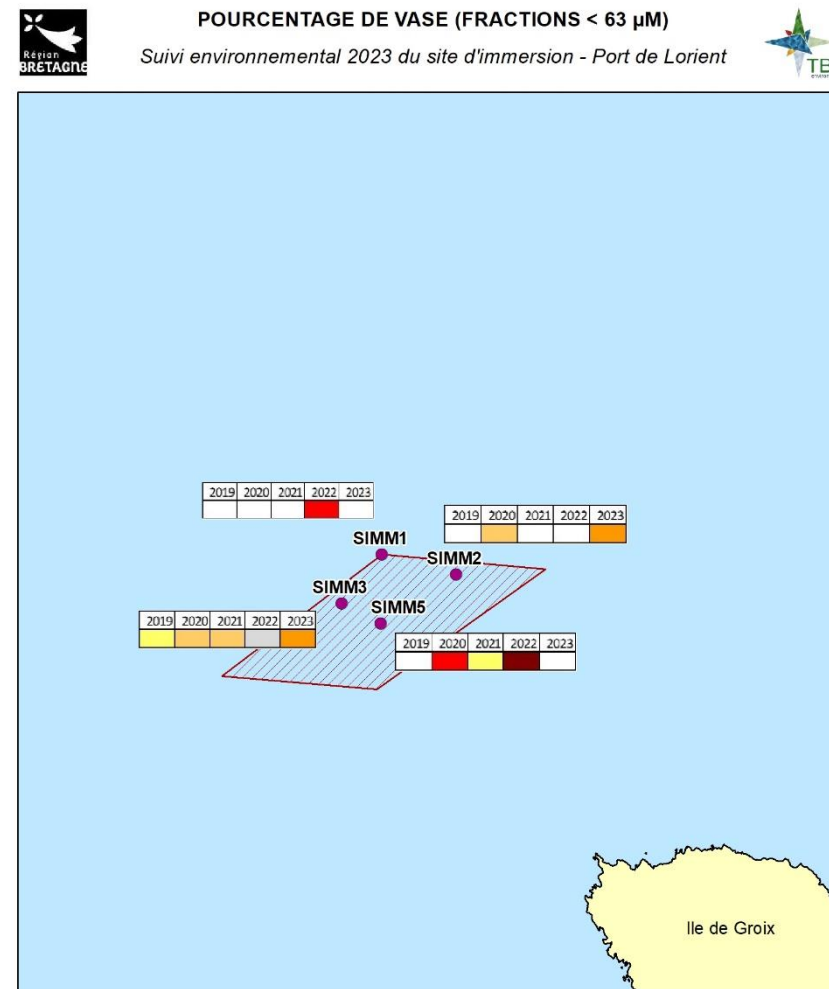 POURCENTAGE DE VASE (FRACTIONS < 63 µM)
Suivi environnemental 2023 du site d'immersion - Port de Lorient
Région
BRETAGNE
TB
2019 2020 2021 2022 2023
SIMM1
2019 2020 2021 2022 2023
SIMM2
SIMM3
2019 2020 2021 2022 2023
SIMM5
2019 2020 2021 2022 2023
Ile de Groix